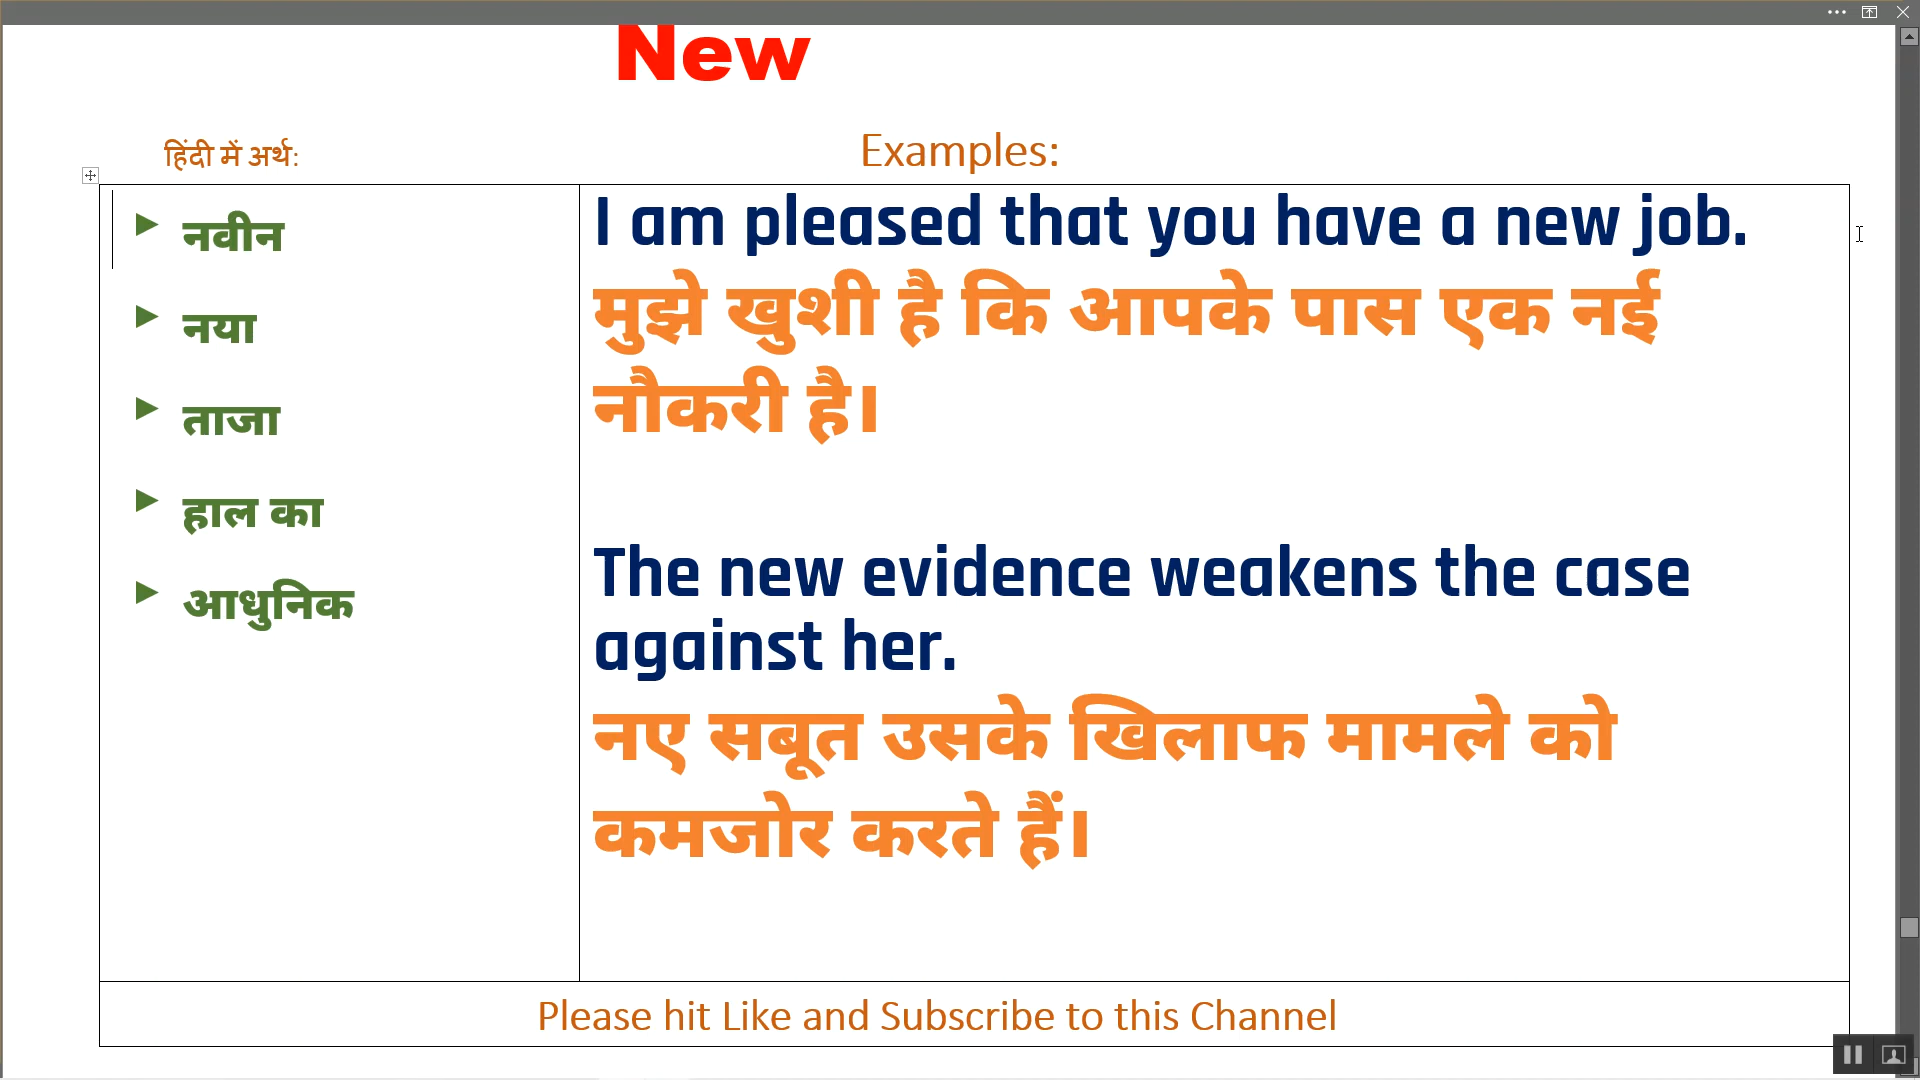 New
हिंदी में अर्थ:
Examples:
नवीन
नया
ताजा
हाल का
आधुनिक
I am pleased that you have a new job.
मुझे खुशी है कि आपके पास एक नई
नौकरी है।
The new evidence weakens the case
against her.
नए सबूत उसके खिलाफ मामले को
कमजोर करते हैं।
Please hit Like and Subscribe to this Channel